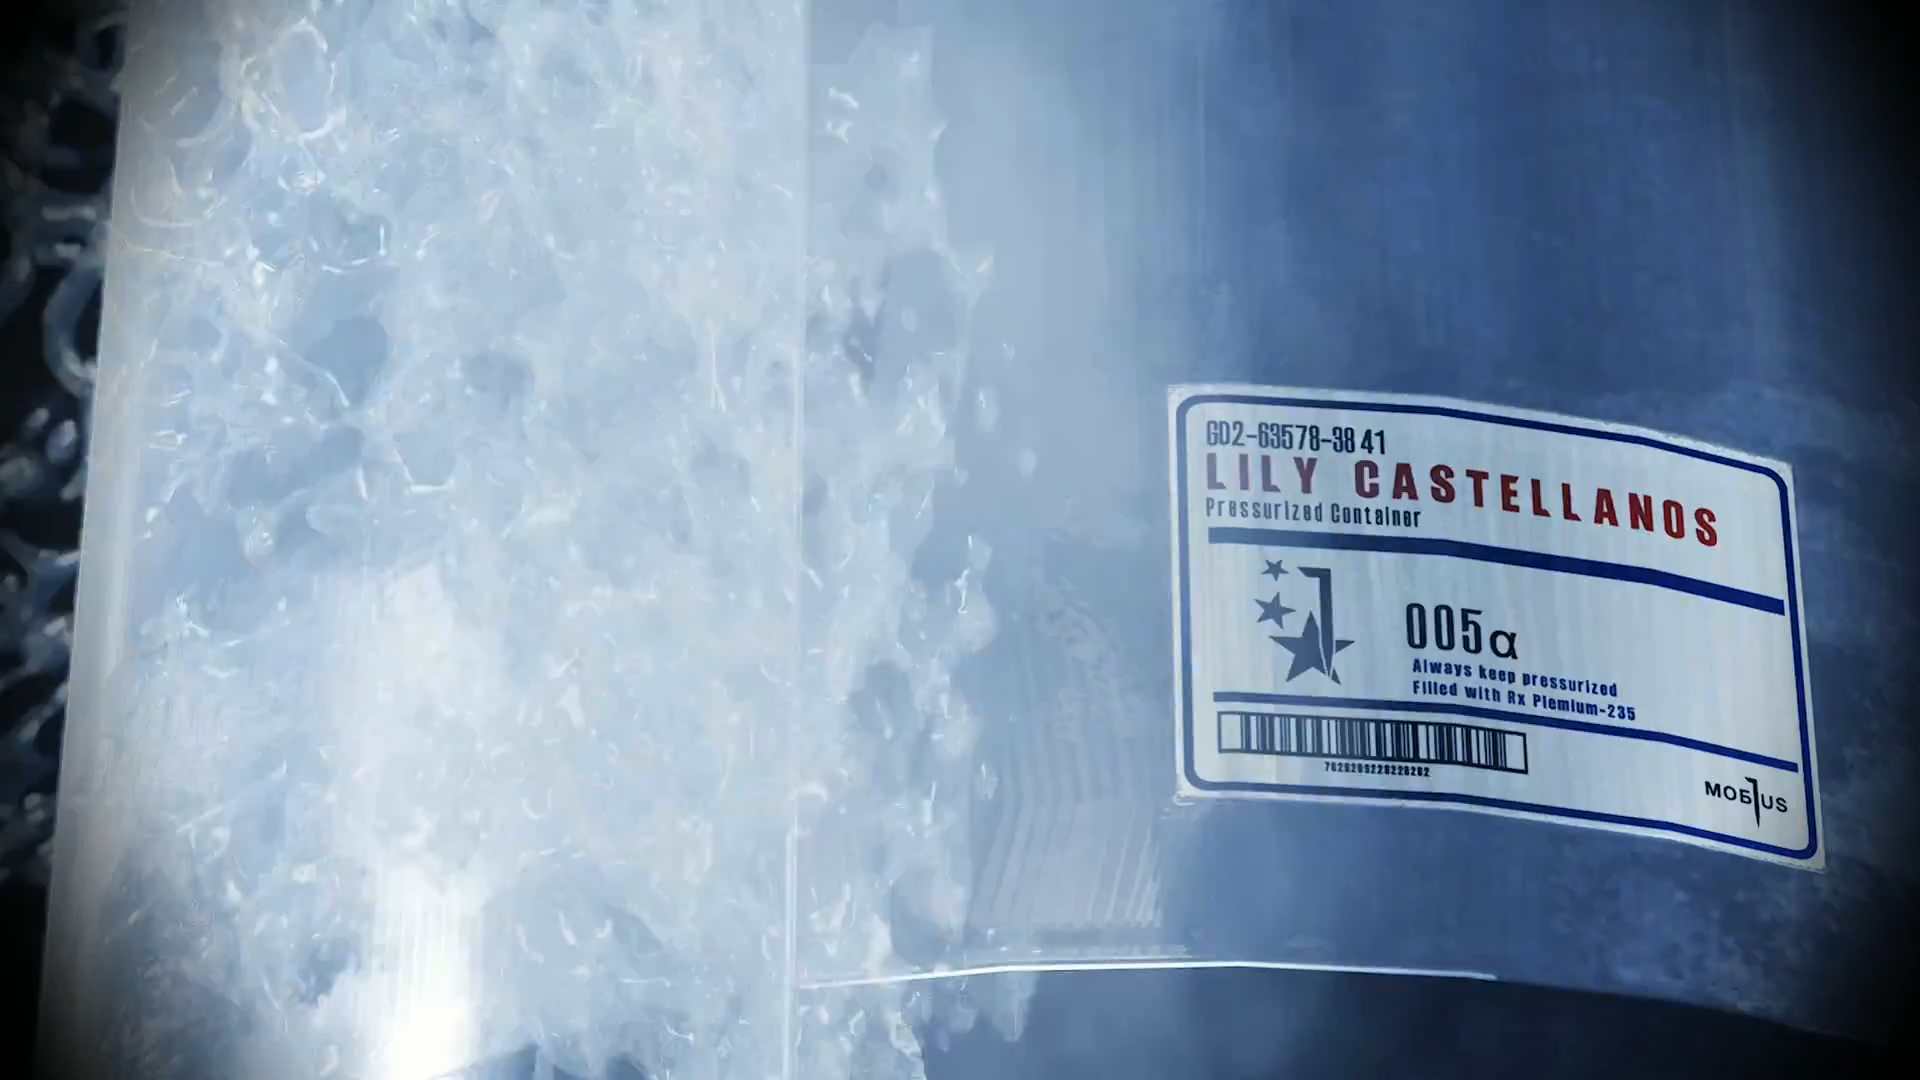 GD2-63578-38 41
LILY CASTELLANOS
Pressurized Container
005α
Always keep pressurized
Filled with Rx Plemium-235
MOBIUS